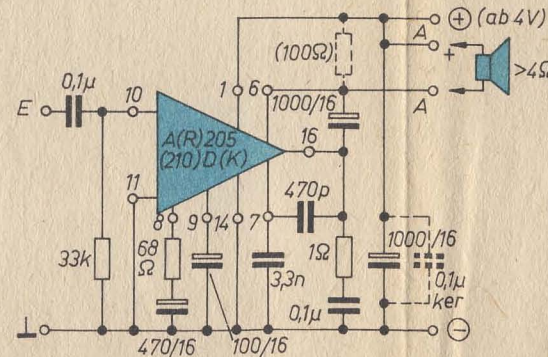 ⊕ (ab 4V)
A
+
(100Ω)
>4Ω
0,1µ
1
6
A
E
10
1000/16
A(R)205
(210)D(K)
16
11
470p
8
9
14
7
1000/16
33k
68
Ω
1Ω
3,3n
0,1µ
0,1µ
ker
470/16
100/16
⊥
⊖